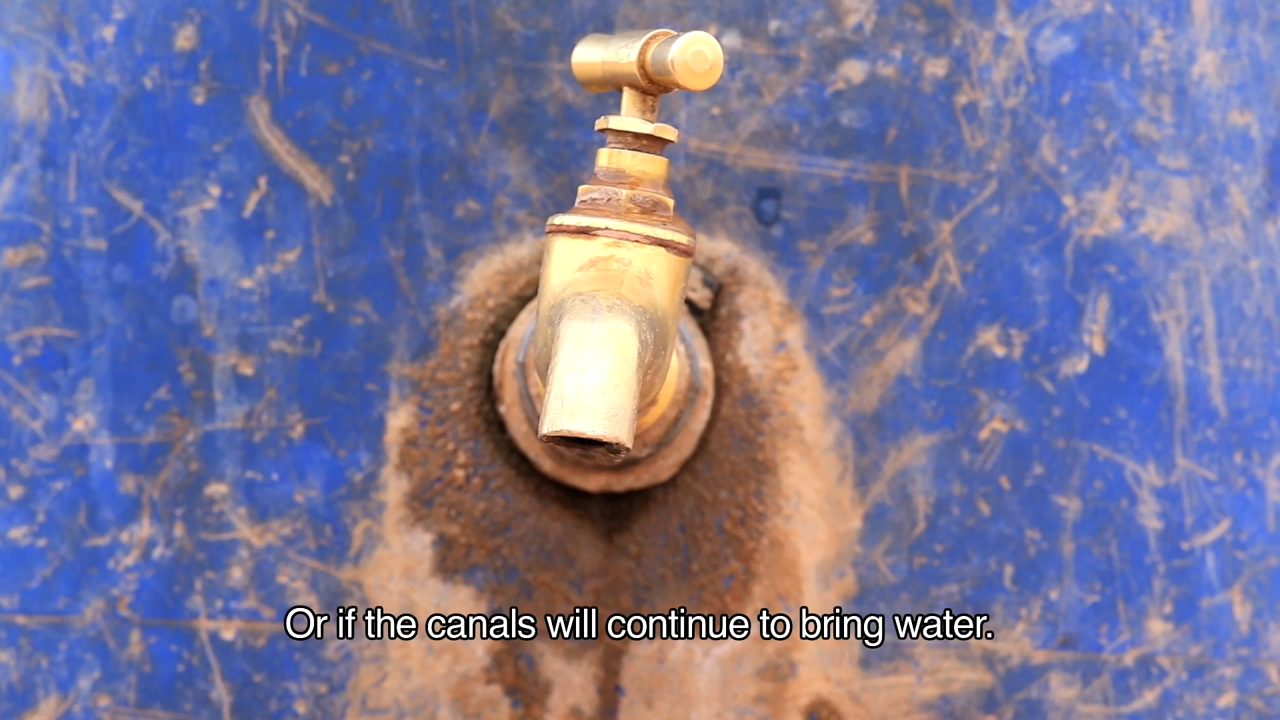 Or if the canals will continue to bring water.